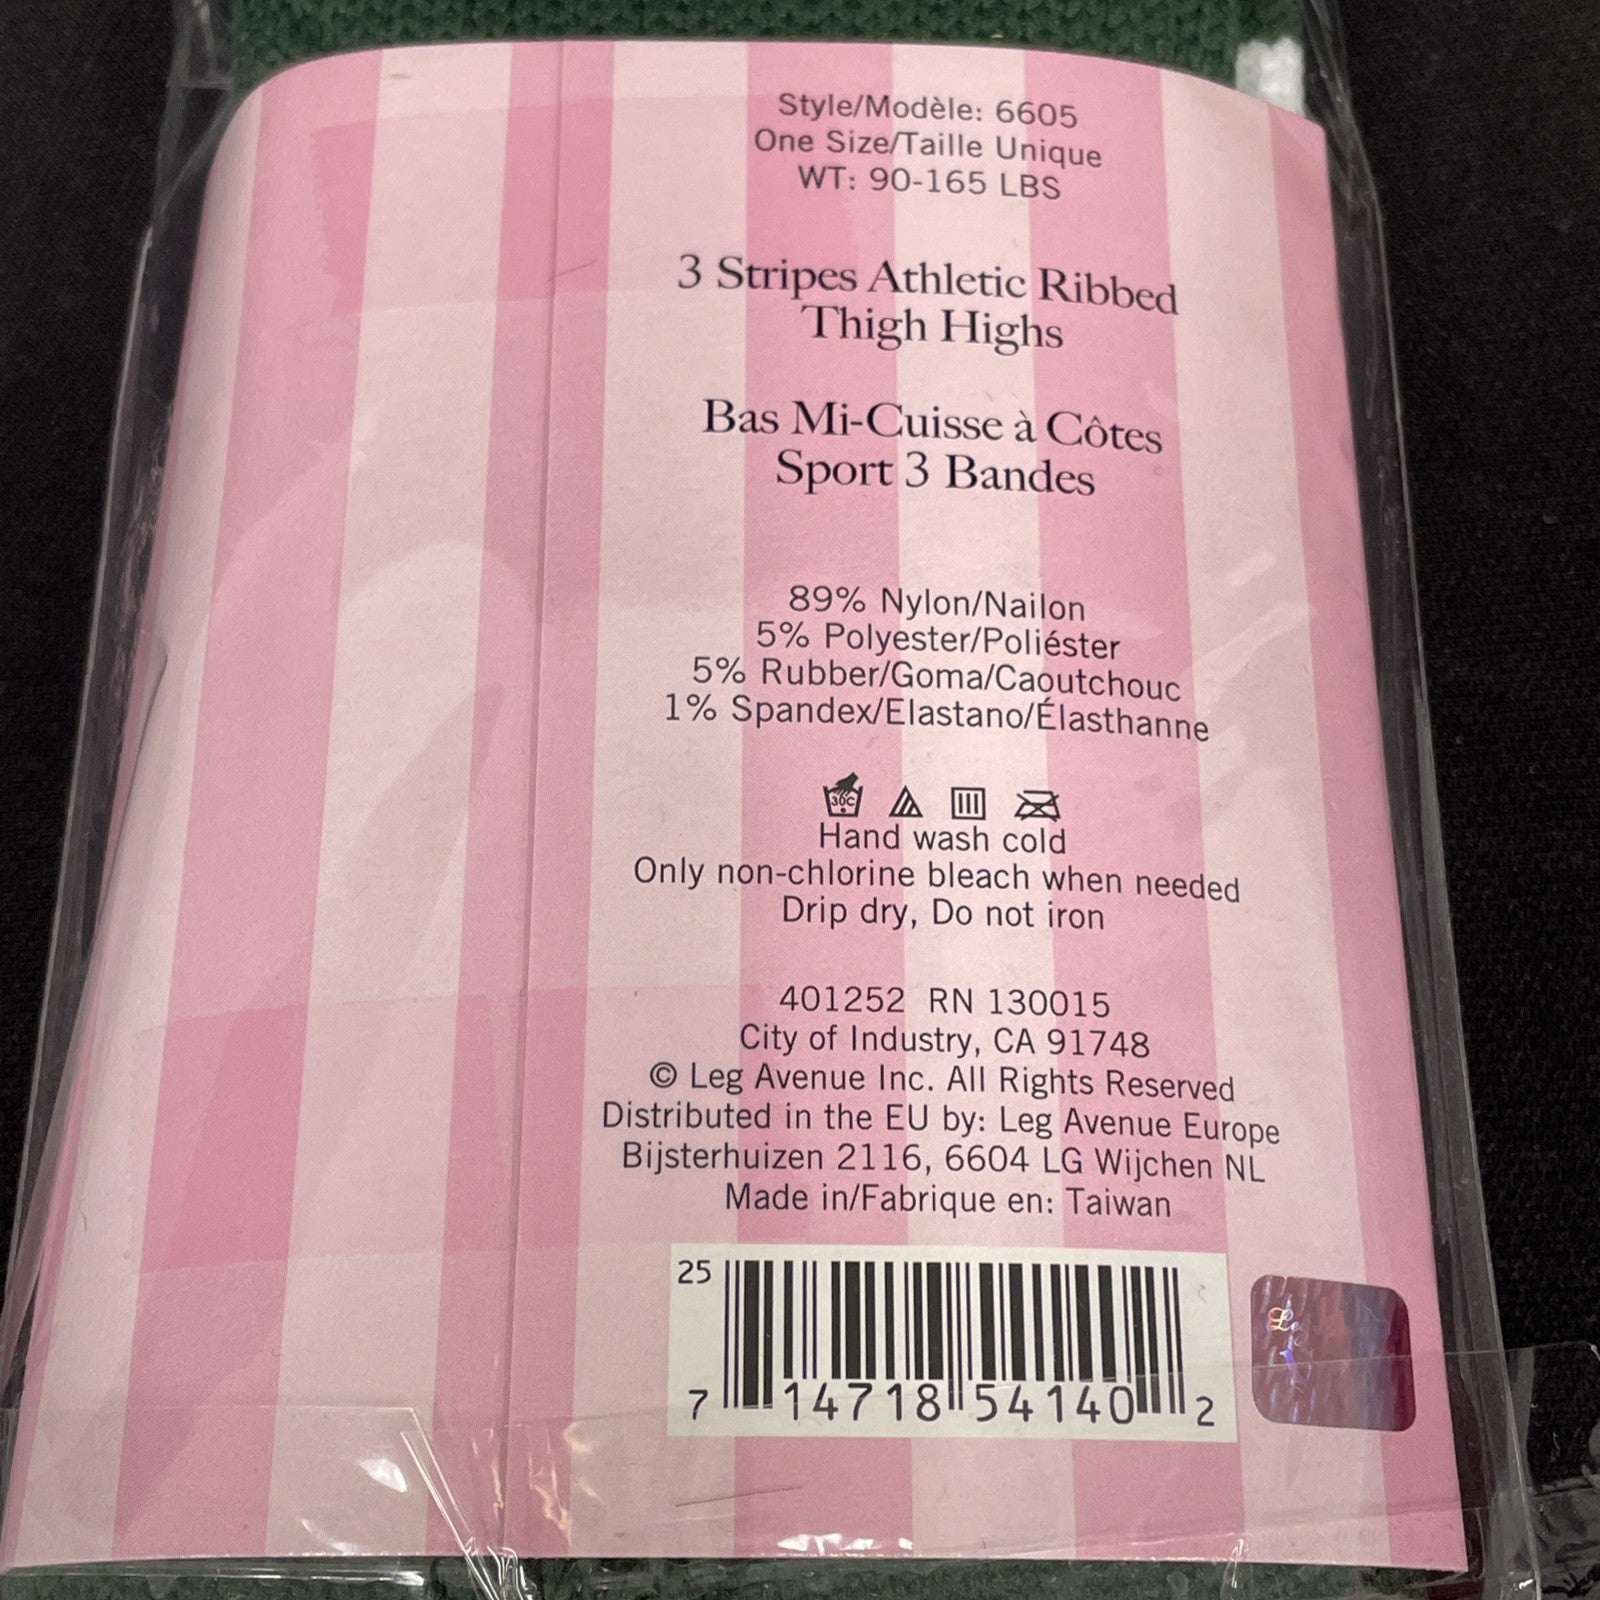 Style/Modèle: 6605
One Size/Taille Unique
WT: 90-165 LBS
3 Stripes Athletic Ribbed
Thigh Highs
Bas Mi-Cuisse à Côtes
Sport 3 Bandes
89% Nylon/Nailon
5% Polyester/Poliéster
5% Rubber/Goma/Caoutchouc
1% Spandex/Elastano/Élasthanne
30C
Hand wash cold
Only non-chlorine bleach when needed
Drip dry, Do not iron
401252 RN 130015
City of Industry, CA 91748
© Leg Avenue Inc. All Rights Reserved
Distributed in the EU by: Leg Avenue Europe
Bijsterhuizen 2116, 6604 LG Wijchen NL
Made in/Fabrique en: Taiwan
25
7 14718 54140 2